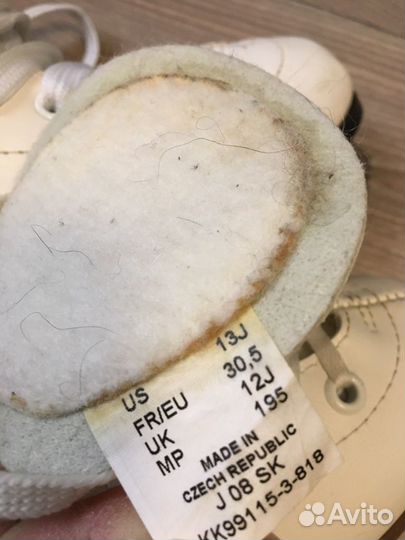 US 13J
FR/EU 30,5
UK 12J
MP 195
MADE IN
CZECH REPUBLIC
J 08 SK
KK99115-3-818
Avito